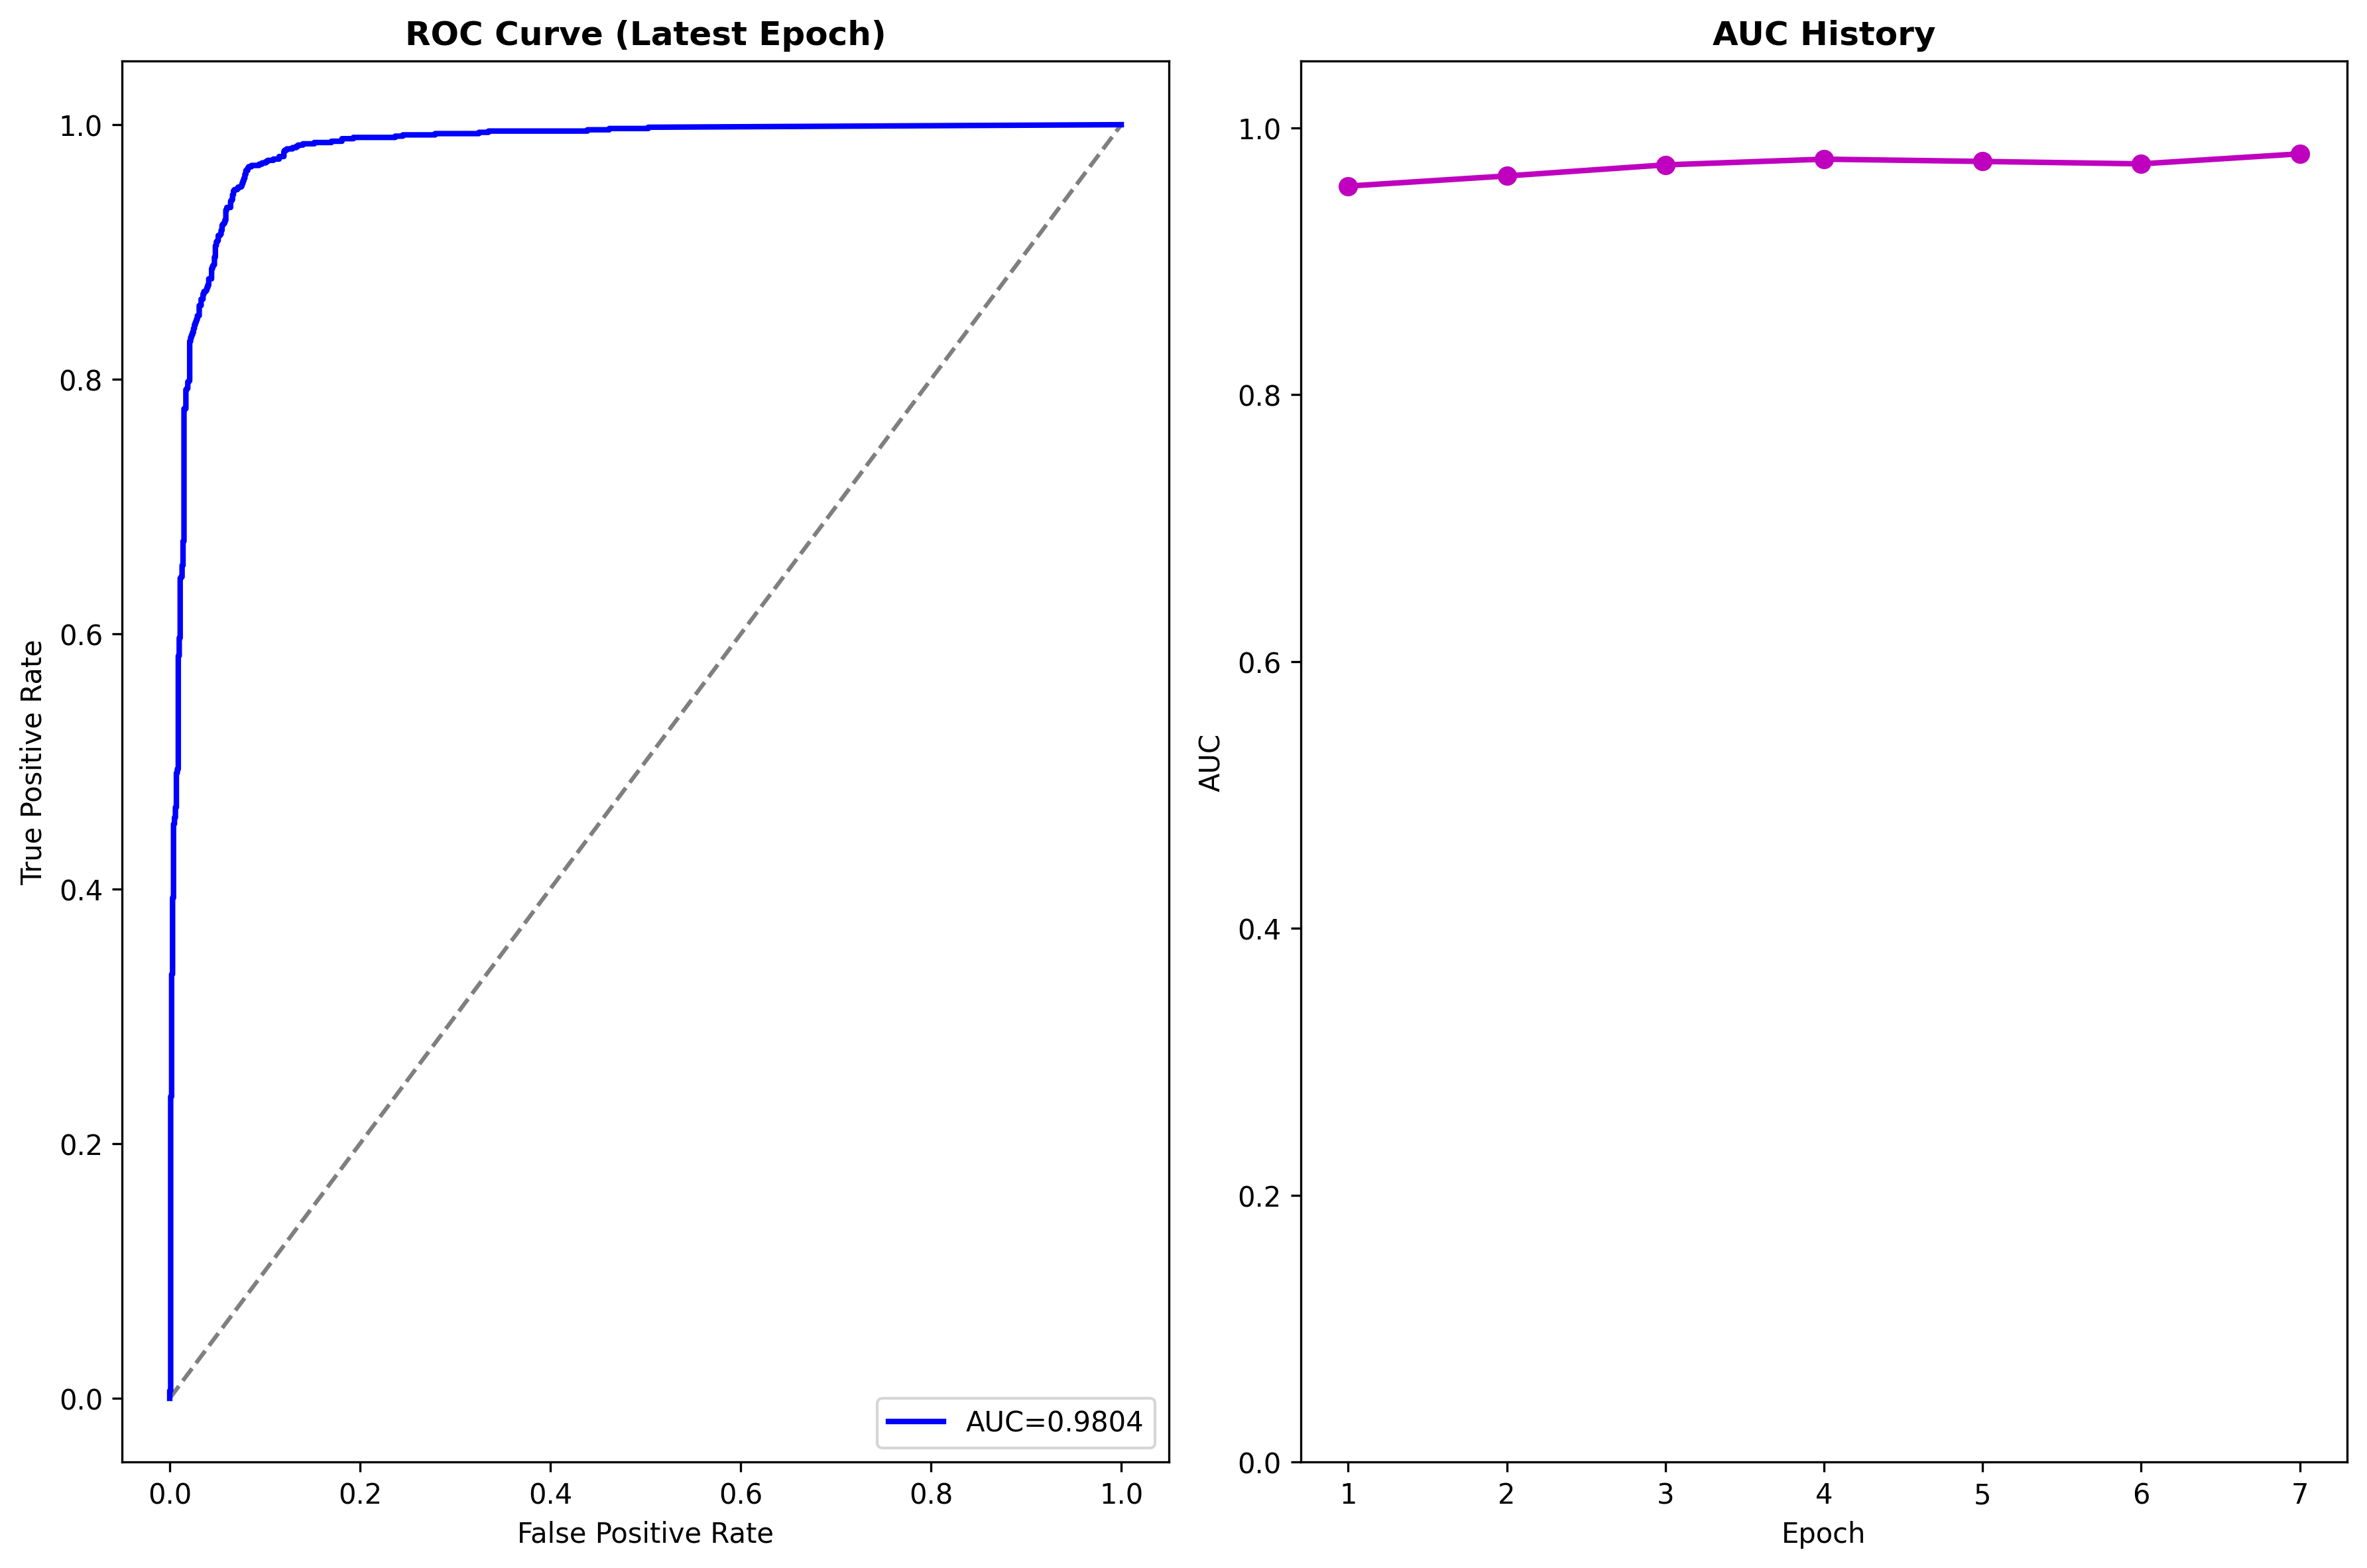 ROC Curve (Latest Epoch)
True Positive Rate
1.0
0.8
0.6
0.4
0.2
0.0
0.0 0.2 0.4 0.6 0.8 1.0
False Positive Rate
AUC=0.9804
AUC History
AUC
1.0
0.8
0.6
0.4
0.2
0.0
1 2 3 4 5 6 7
Epoch